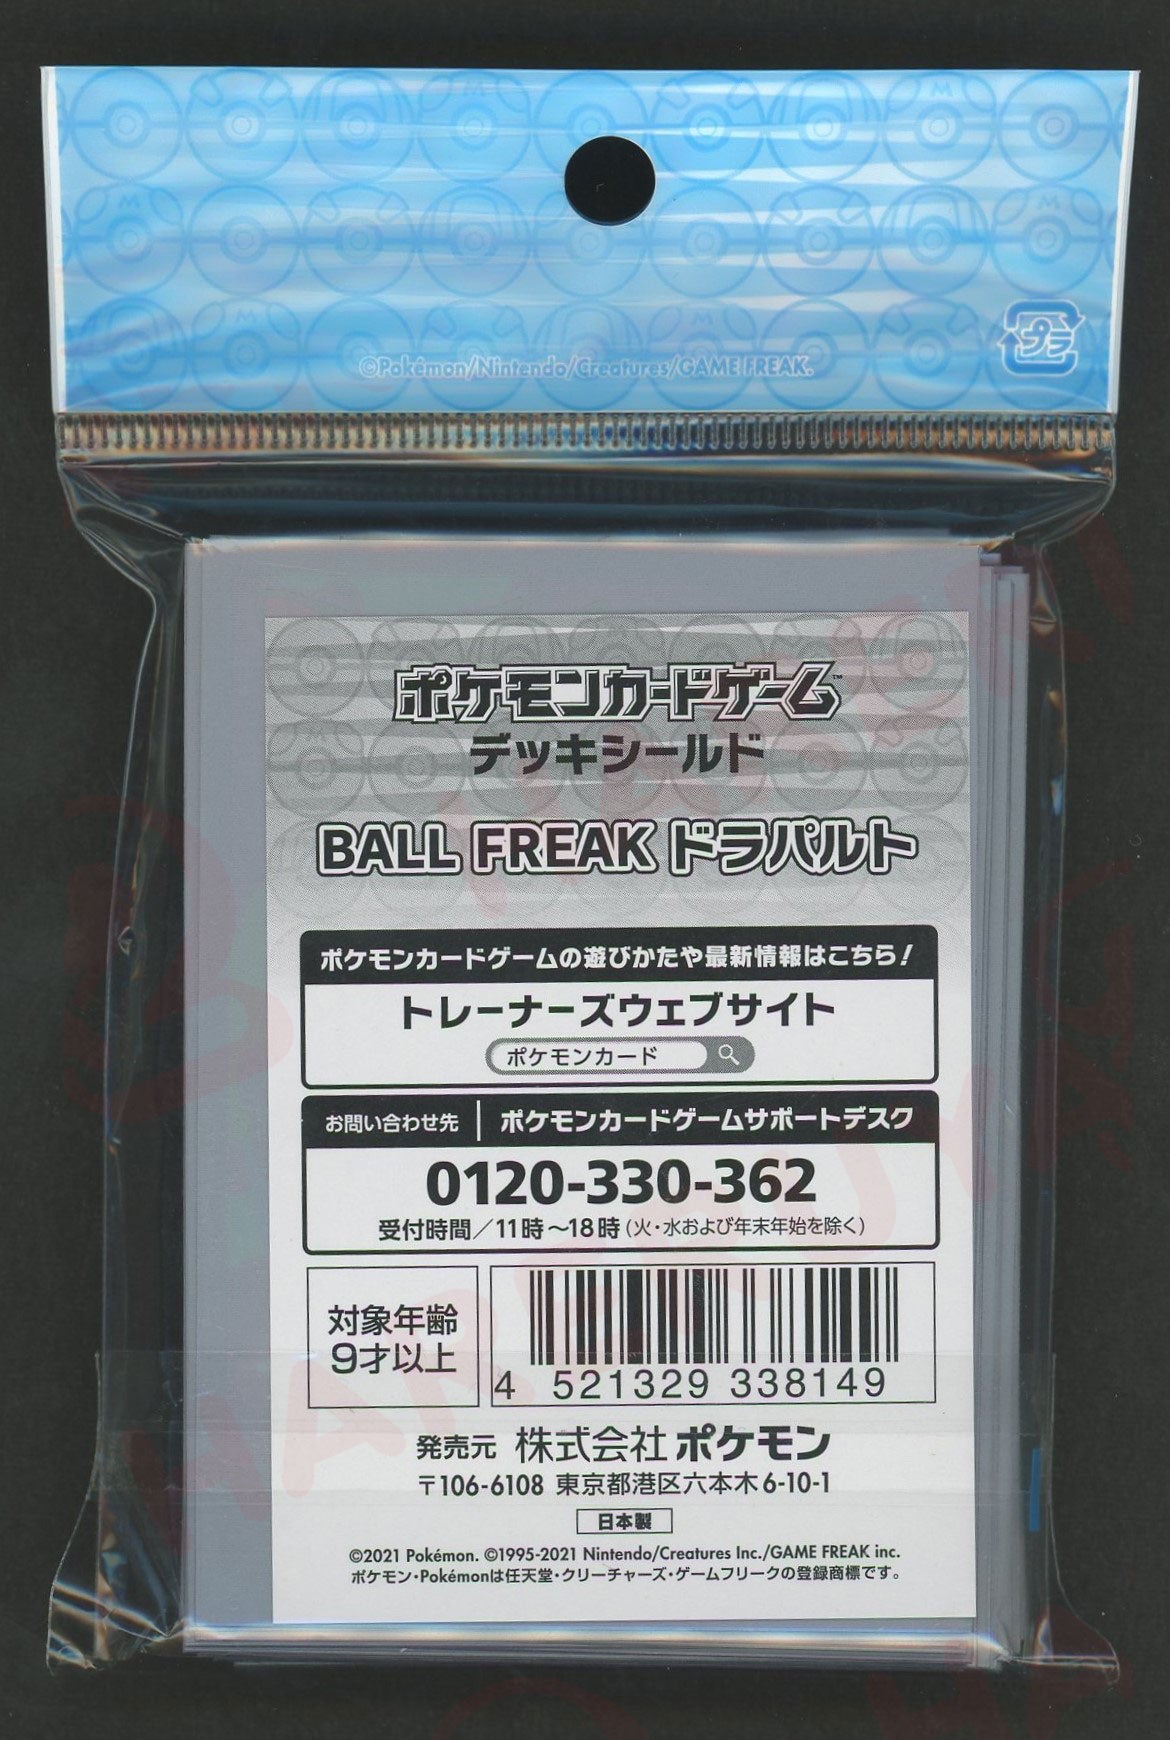 ©Pokémon/Nintendo/Creatures/GAME FREAK.
プラ
ポケモンカードゲーム™
デッキシールド
BALL FREAK ドラパルト
ポケモンカードゲームの遊びかたや最新情報はこちら!
トレーナーズウェブサイト
ポケモンカード
お問い合わせ先 ポケモンカードゲームサポートデスク
0120-330-362
受付時間/11時~18時(火・水および年末年始を除く)
対象年齢
9才以上
4 521329 338149
発売元 株式会社ポケモン
〒106-6108 東京都港区六本木6-10-1
日本製
©2021 Pokémon. ©1995-2021 Nintendo/Creatures Inc./GAME FREAK inc.
ポケモン・Pokémonは任天堂・クリーチャーズ・ゲームフリークの登録商標です。